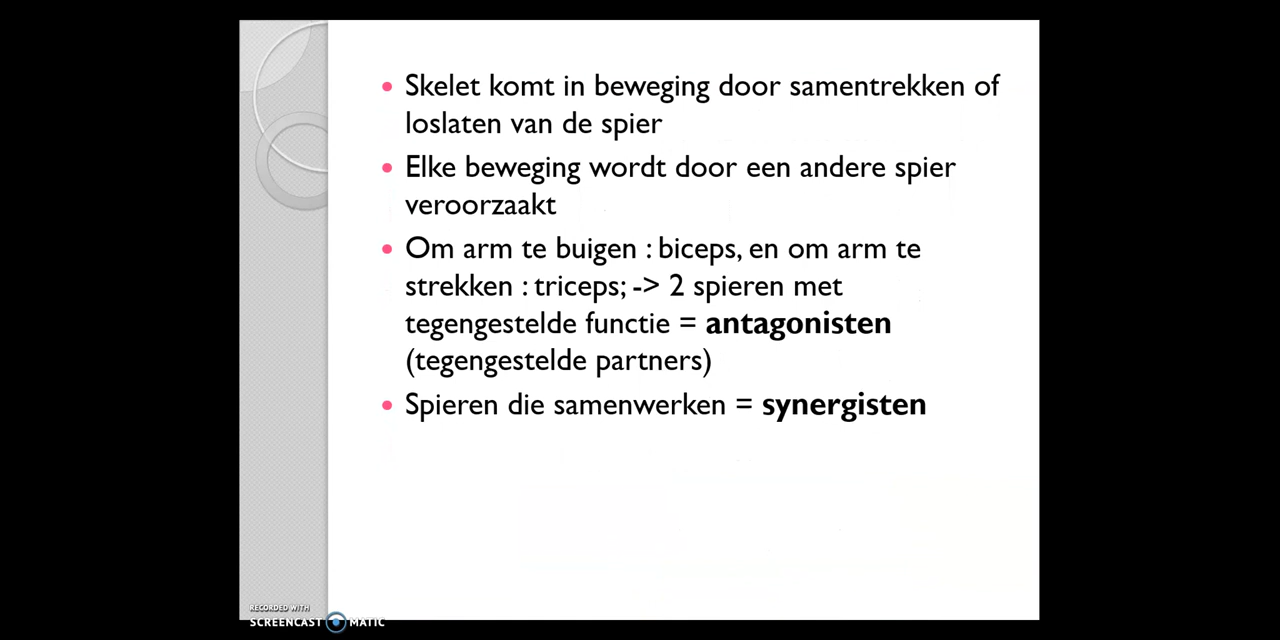 • Skelet komt in beweging door samentrekken of
loslaten van de spier
• Elke beweging wordt door een andere spier
veroorzaakt
• Om arm te buigen : biceps, en om arm te
strekken : triceps; -> 2 spieren met
tegengestelde functie = antagonisten
(tegengestelde partners)
• Spieren die samenwerken = synergisten
RECORDED WITH
SCREENCAST MATIC